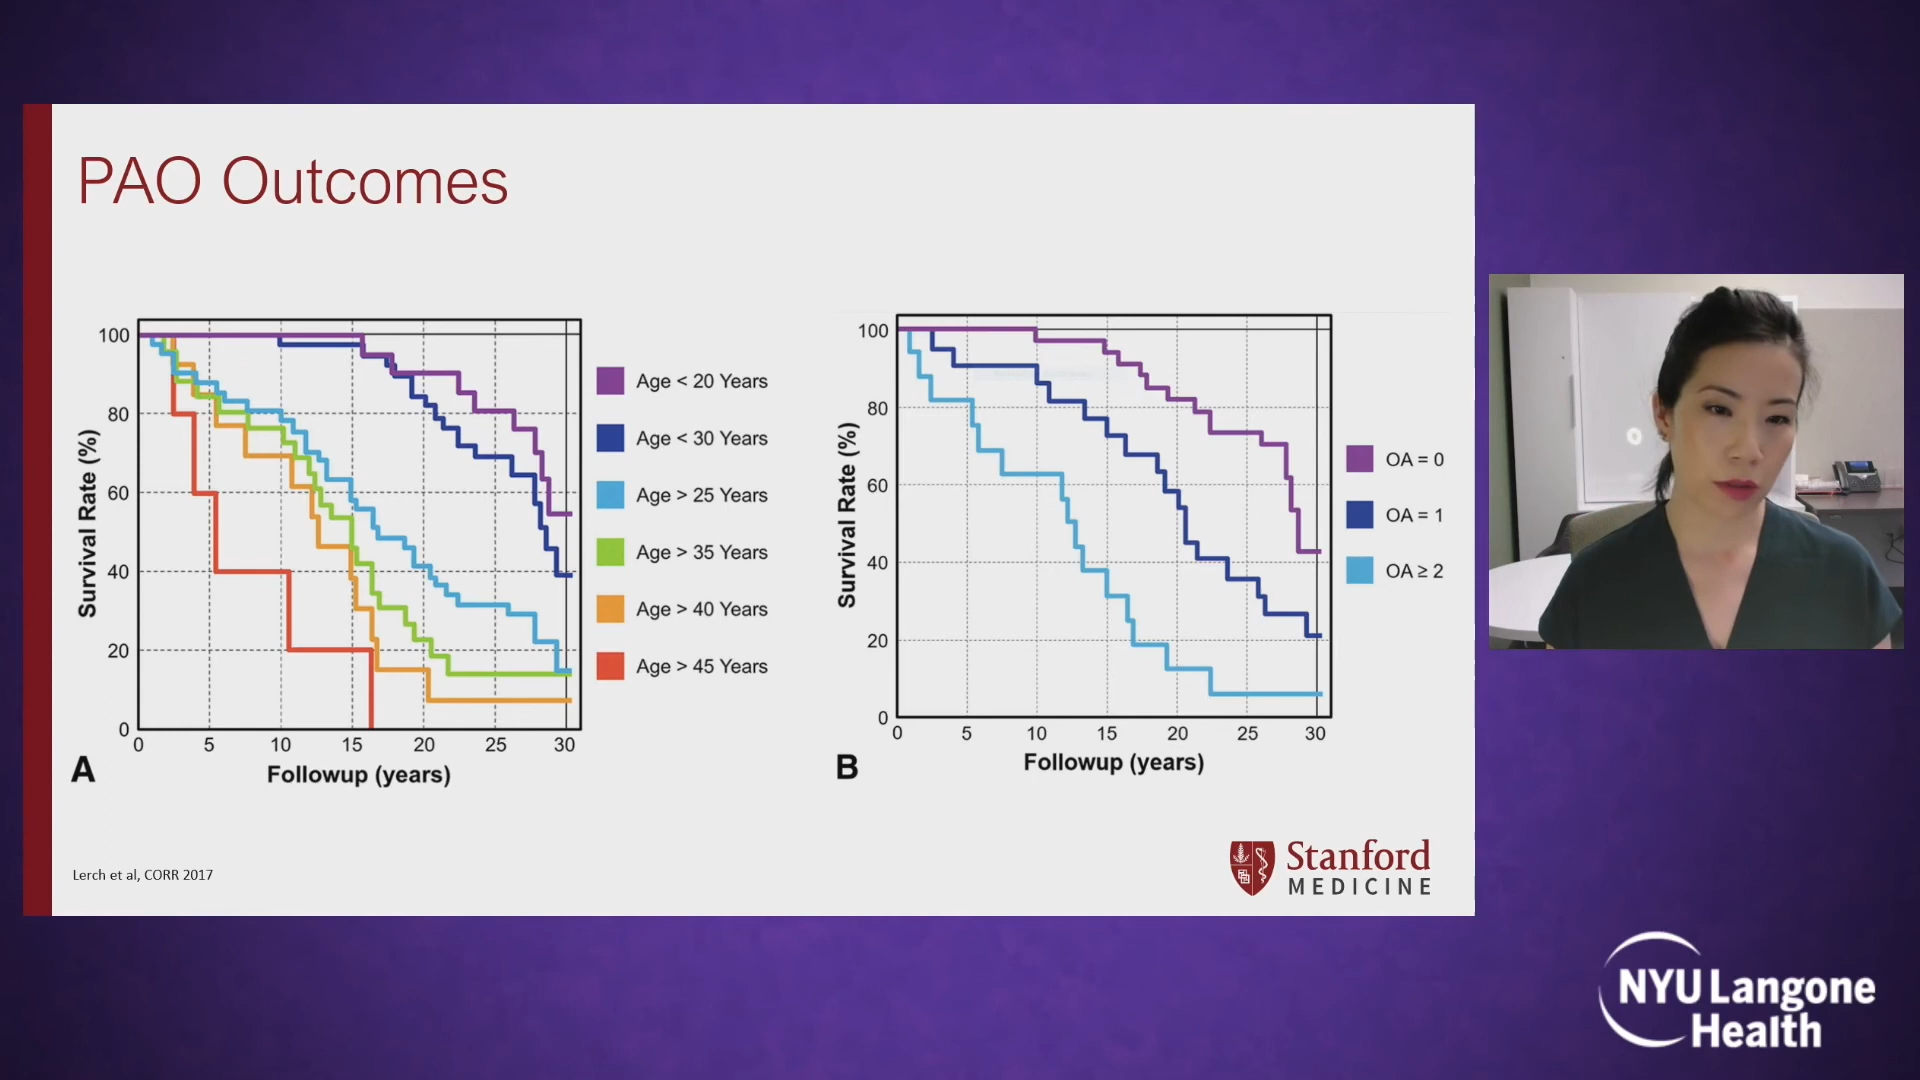 PAO Outcomes
Survival Rate (%)
100
80
60
40
20
0
0 5 10 15 20 25 30
Followup (years)
A
Age < 20 Years
Age < 30 Years
Age > 25 Years
Age > 35 Years
Age > 40 Years
Age > 45 Years
Survival Rate (%)
100
80
60
40
20
0
0 5 10 15 20 25 30
Followup (years)
B
OA = 0
OA = 1
OA ≥ 2
Lerch et al, CORR 2017
Stanford
MEDICINE
NYU Langone
Health